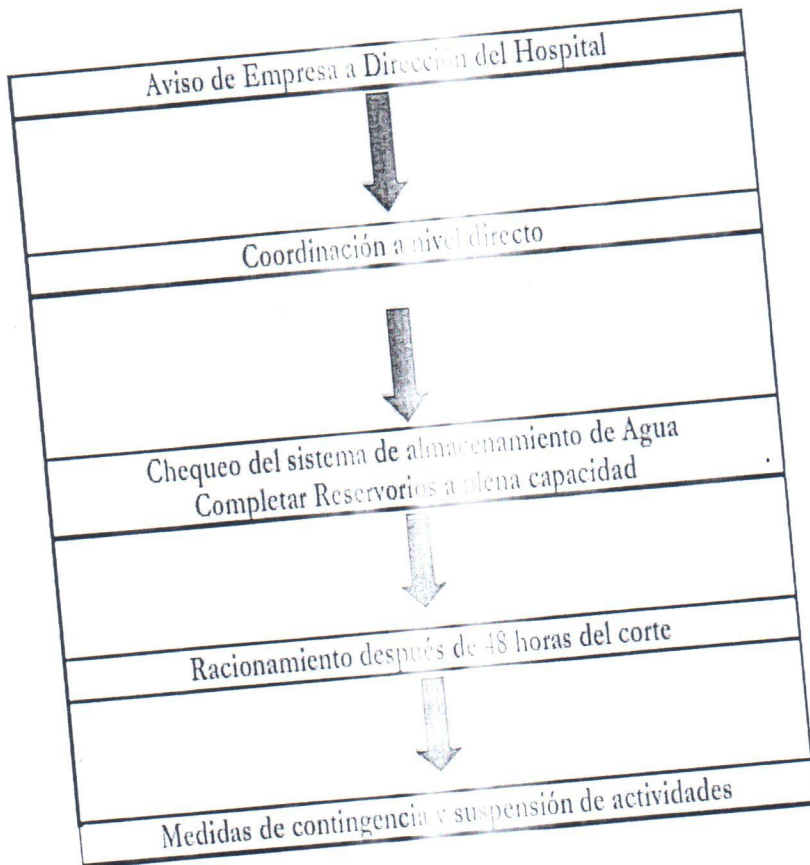 Aviso de Empresa a Dirección del Hospital
Coordinación a nivel directo
Chequeo del sistema de almacenamiento de Agua
Completar Reservorios a plena capacidad
Racionamiento después de 48 horas del corte
Medidas de contingencia y suspensión de actividades